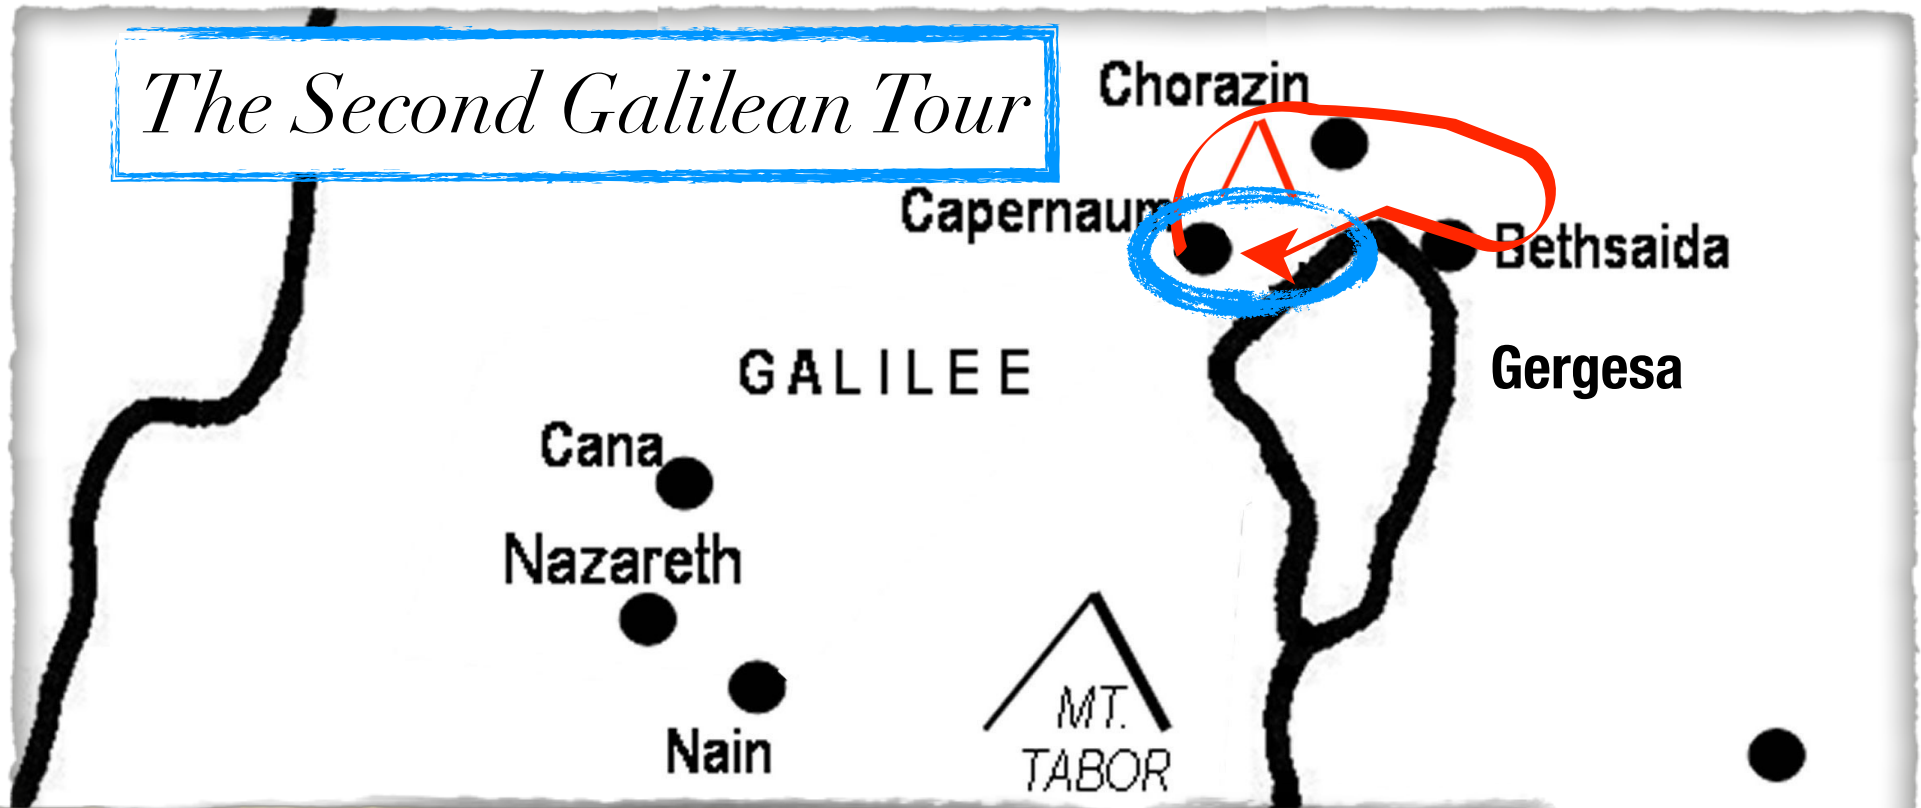 The Second Galilean Tour
Chorazin
Capernaum
Bethsaida
GALILEE
Gergesa
Cana
Nazareth
Nain
MT.
TABOR